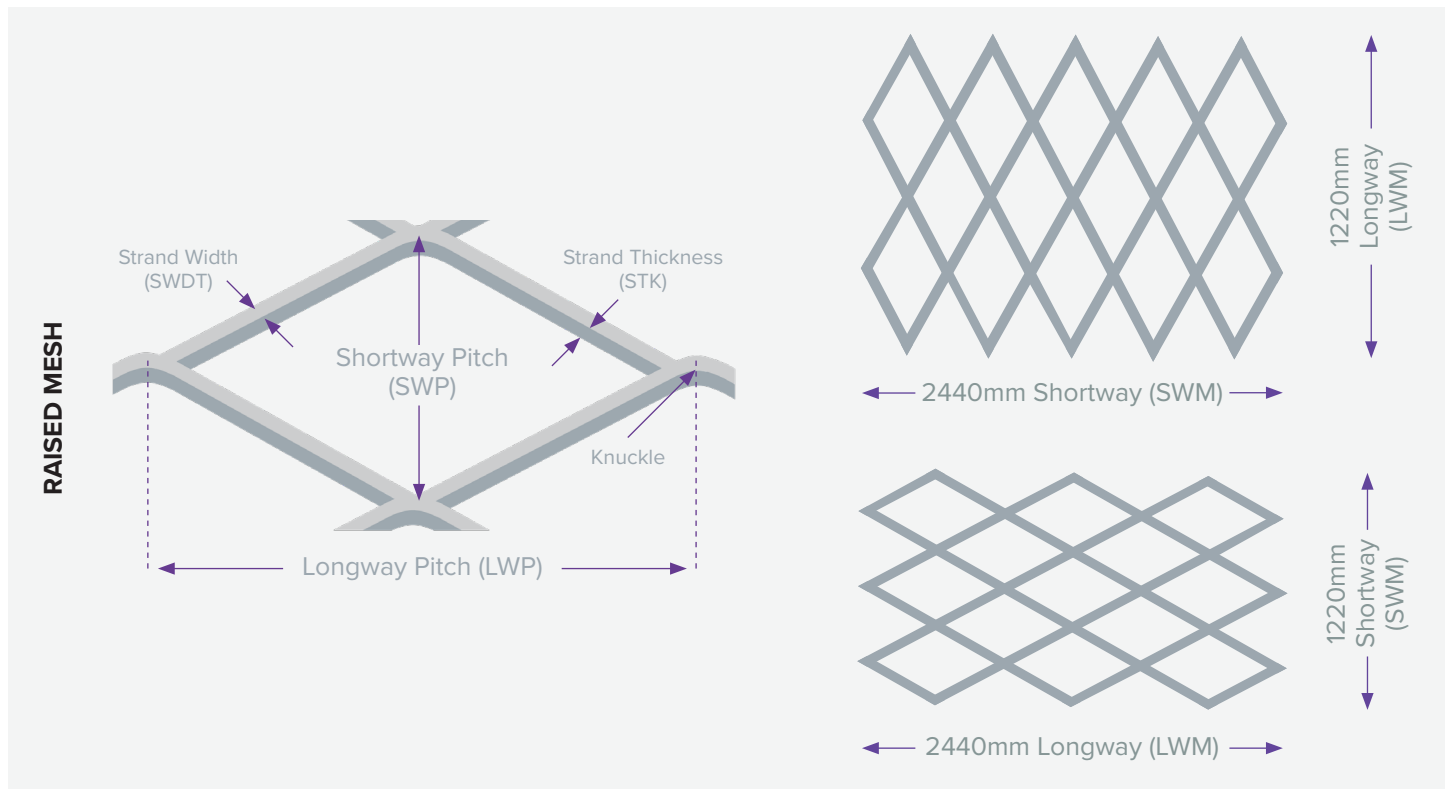 RAISED MESH
Strand Width
(SWDT)
Strand Thickness
(STK)
Shortway Pitch
(SWP)
Knuckle
Longway Pitch (LWP)
1220mm
Longway
(LWM)
2440mm Shortway (SWM)
1220mm
Shortway
(SWM)
2440mm Longway (LWM)